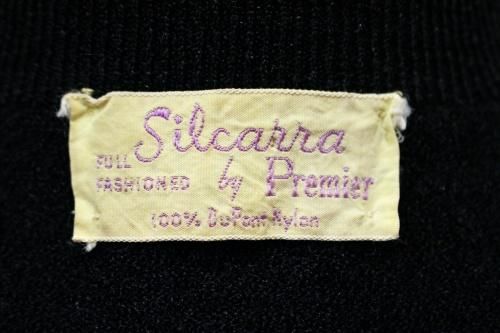 Silcarra
FULL FASHIONED
by Premier
100% DuPont Nylon